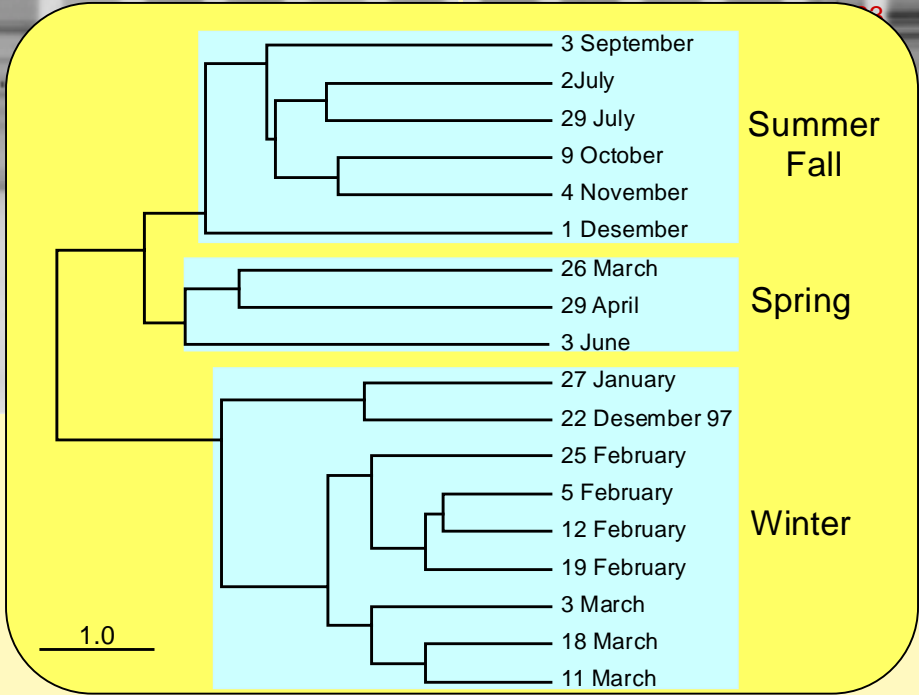 3 September
2July
29 July
9 October
4 November
1 Desember
Summer
Fall
26 March
29 April
3 June
Spring
27 January
22 Desember 97
25 February
5 February
12 February
19 February
3 March
18 March
11 March
Winter
1.0